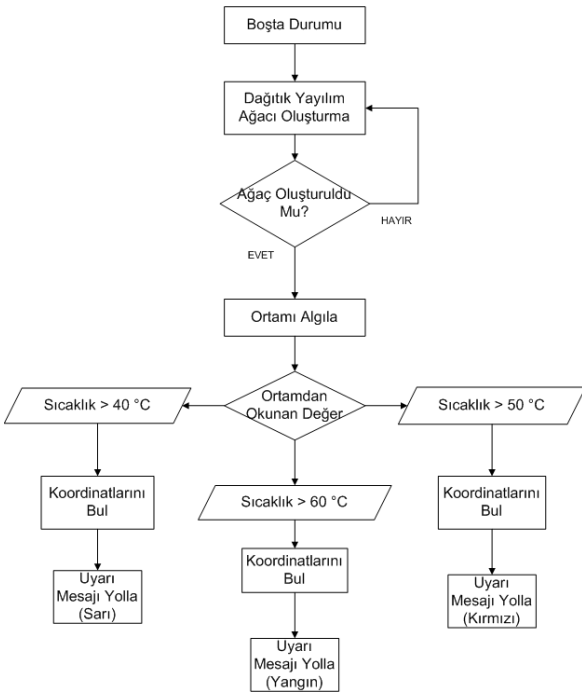 Boşta Durumu
Dağıtık Yayılım
Ağacı Oluşturma
Ağaç Oluşturuldu
Mu?
HAYIR
EVET
Ortamı Algıla
Ortamdan
Okunan Değer
Sıcaklık > 40 °C
Sıcaklık > 50 °C
Sıcaklık > 60 °C
Koordinatlarını
Bul
Koordinatlarını
Bul
Koordinatlarını
Bul
Uyarı
Mesajı Yolla
(Sarı)
Uyarı
Mesajı Yolla
(Kırmızı)
Uyarı
Mesajı Yolla
(Yangın)